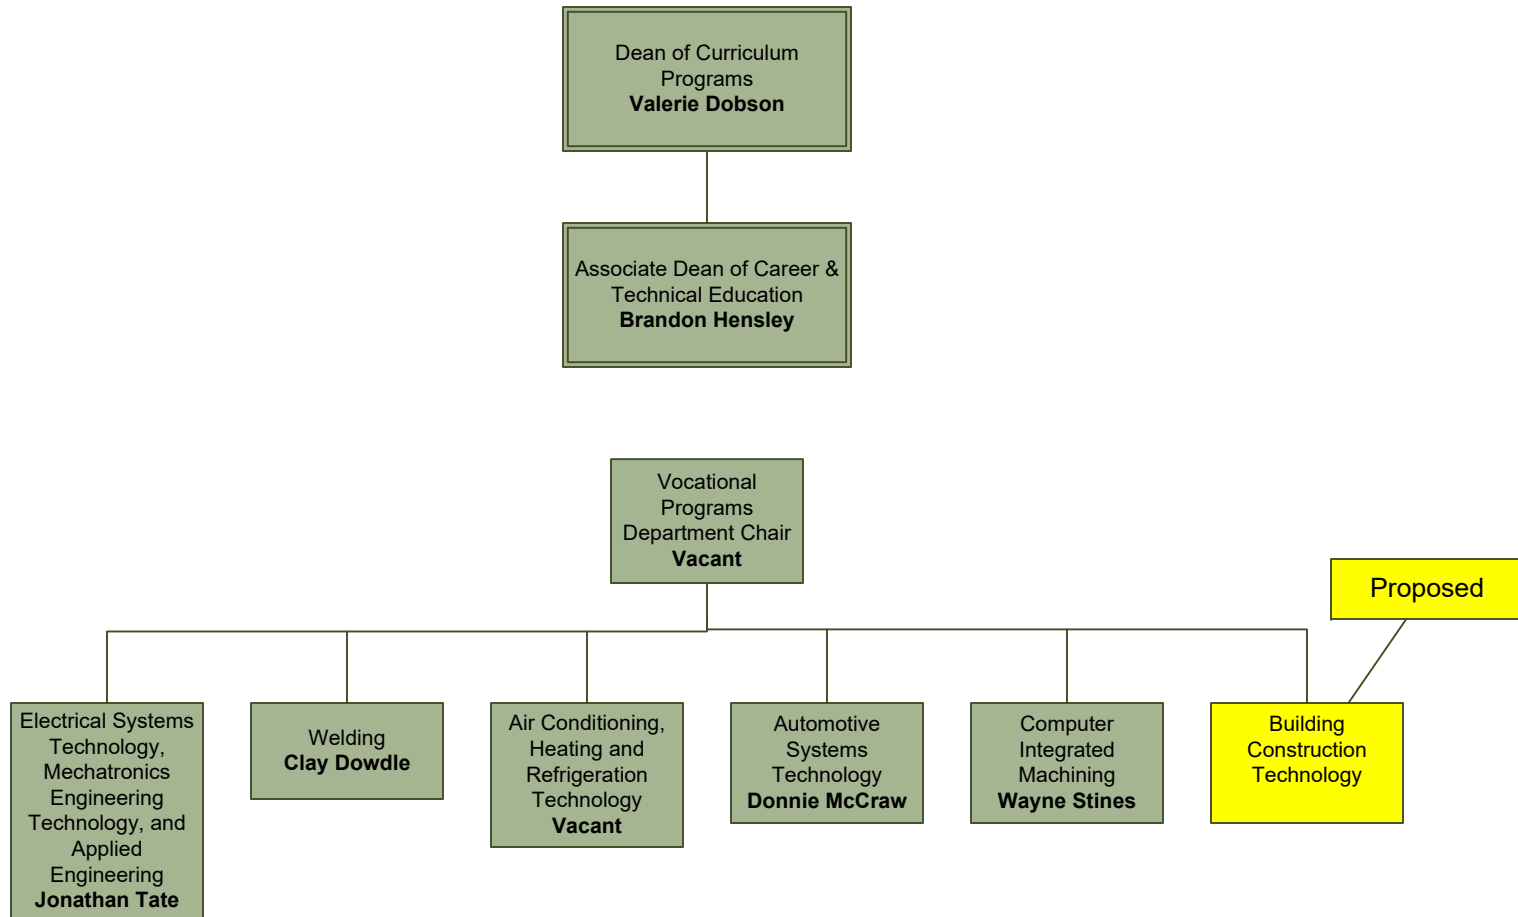 Dean of Curriculum
Programs
Valerie Dobson
Associate Dean of Career &
Technical Education
Brandon Hensley
Vocational
Programs
Department Chair
Vacant
Proposed
Electrical Systems
Technology,
Mechatronics
Engineering
Technology, and
Applied
Engineering
Jonathan Tate
Welding
Clay Dowdle
Air Conditioning,
Heating and
Refrigeration
Technology
Vacant
Automotive
Systems
Technology
Donnie McCraw
Computer
Integrated
Machining
Wayne Stines
Building
Construction
Technology